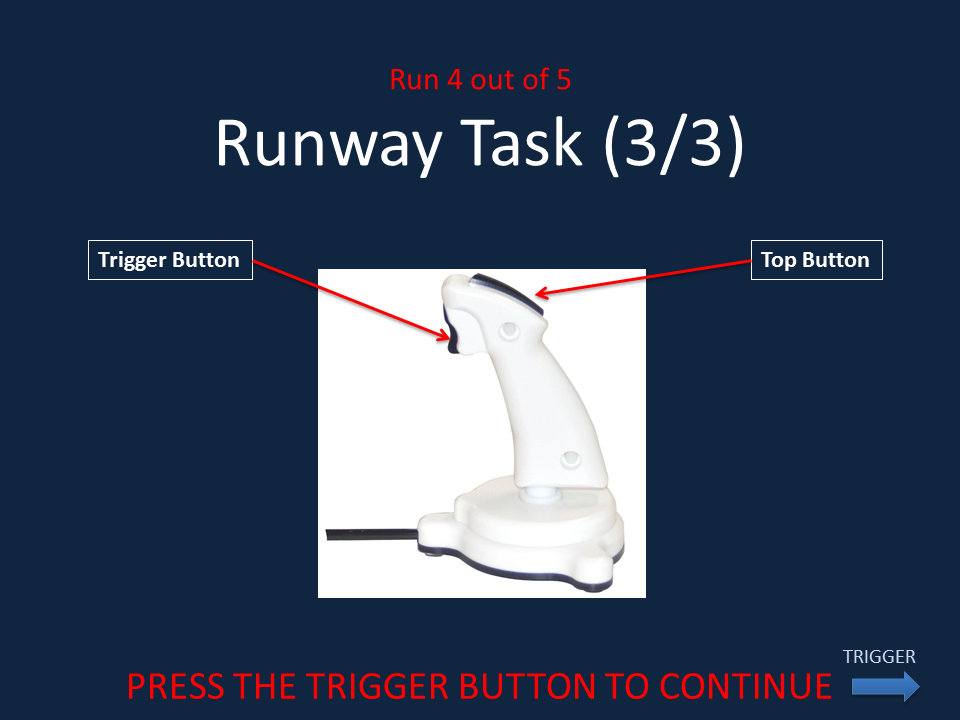 Run 4 out of 5
Runway Task (3/3)
Trigger Button
Top Button
TRIGGER
PRESS THE TRIGGER BUTTON TO CONTINUE